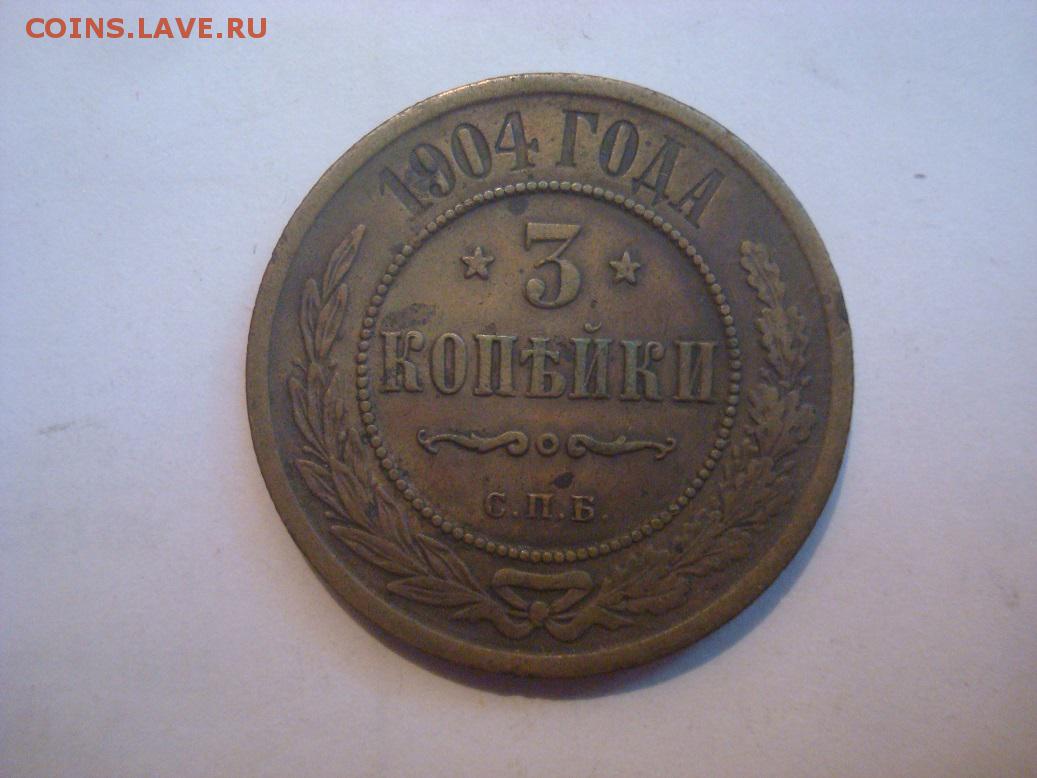 COINS.LAVE.RU
1904 ГОДА
3
КОПѢЙКИ
С.П.Б.